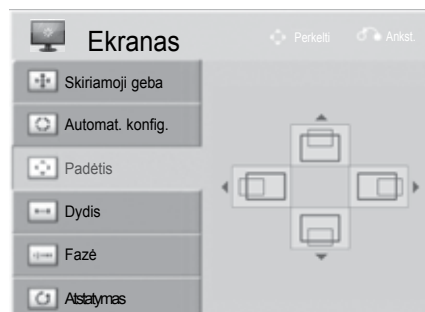 Ekranas
Perkelti
Ankst.
Skiriamoji geba
Automat. konfig.
Padėtis
Dydis
Fazė
Atstatymas